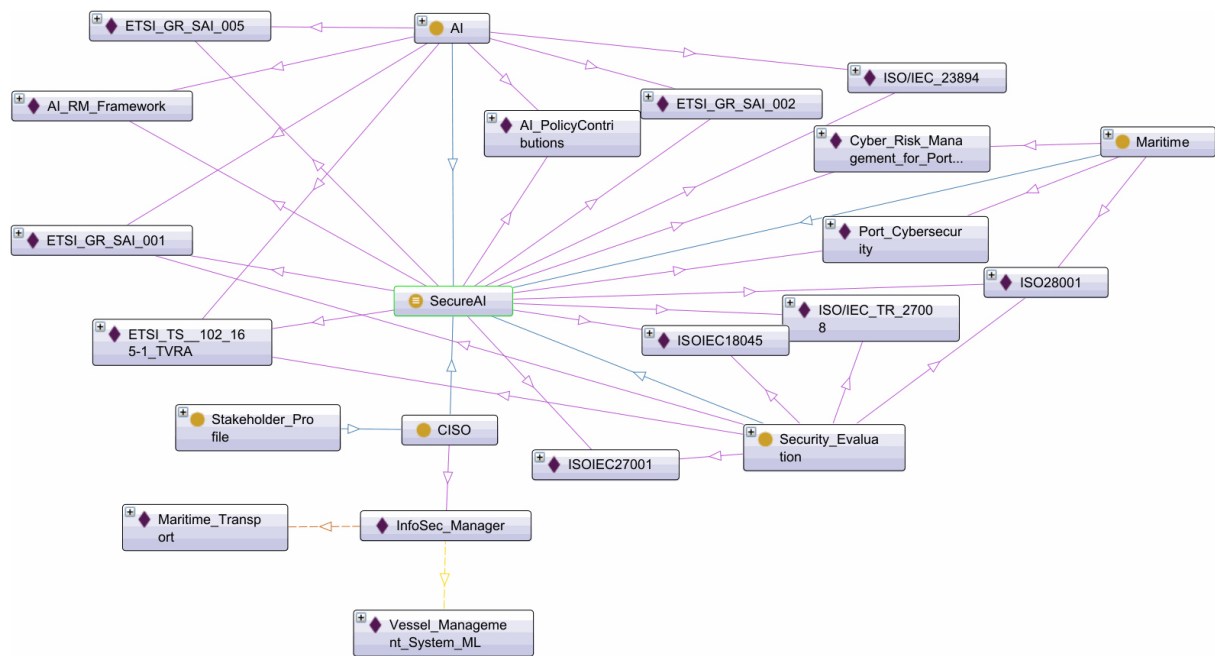 ETSI_GR_SAI_005
AI
ISO/IEC_23894
AI_RM_Framework
ETSI_GR_SAI_002
AI_PolicyContri
butions
Cyber_Risk_Mana
gement_for_Port...
Maritime
ETSI_GR_SAI_001
Port_Cybersecur
ity
ISO28001
SecureAI
ISO/IEC_TR_2700
8
ETSI_TS__102_16
5-1_TVRA
ISOIEC18045
Stakeholder_Pro
file
CISO
Security_Evalua
tion
ISOIEC27001
Maritime_Transp
ort
InfoSec_Manager
Vessel_Manageme
nt_System_ML